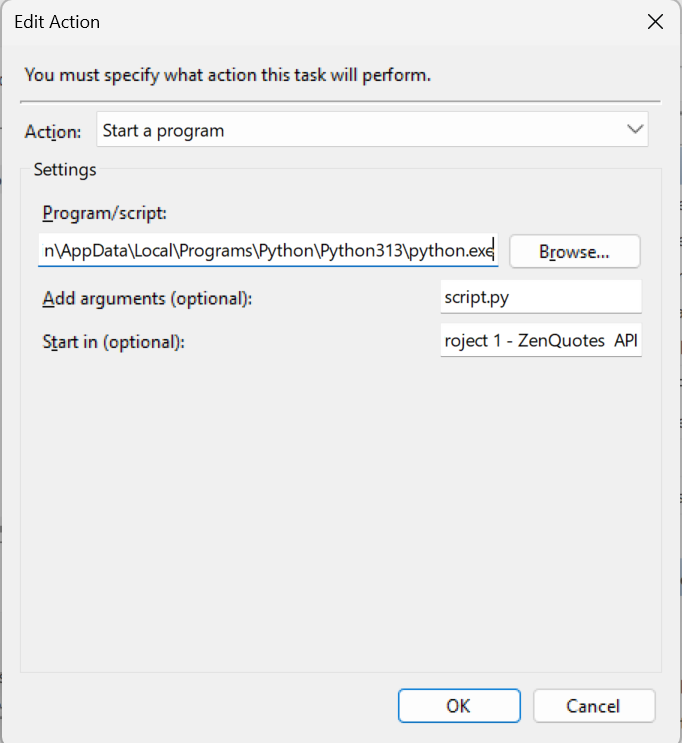 Edit Action
You must specify what action this task will perform.
Action: Start a program
Settings
Program/script:
n\AppData\Local\Programs\Python\Python313\python.exe Browse...
Add arguments (optional): script.py
Start in (optional): roject 1 - ZenQuotes  API
OK Cancel